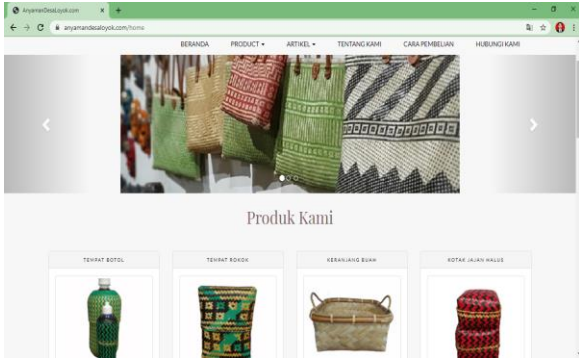 AnyamanDesaLoyok.com
anyamandesaloyok.com/home
BERANDA PRODUCT ARTIKEL TENTANG KAMI CARA PEMBELIAN HUBUNGI KAMI
Produk Kami
TEMPAT BOTOL TEMPAT ROKOK KERANJANG BUAH KOTAK JAJAN HALUS